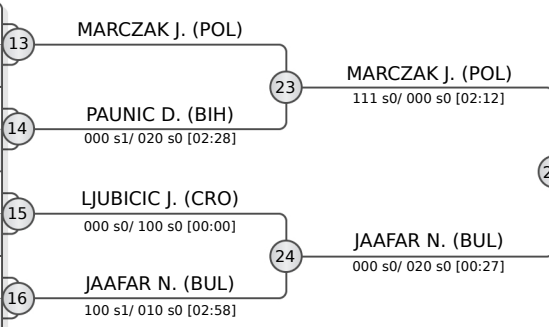 MARCZAK J. (POL)
13
23
MARCZAK J. (POL)
111 s0/ 000 s0 [02:12]
14
PAUNIC D. (BIH)
000 s1/ 020 s0 [02:28]
15
LJUBICIC J. (CRO)
000 s0/ 100 s0 [00:00]
24
JAAFAR N. (BUL)
000 s0/ 020 s0 [00:27]
16
JAAFAR N. (BUL)
100 s1/ 010 s0 [02:58]